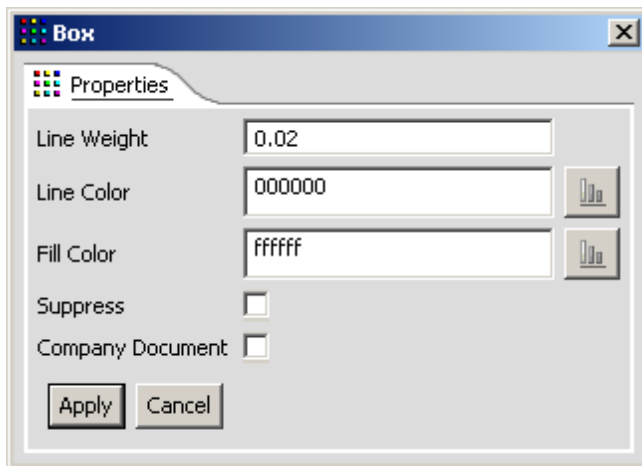 Box
Properties
Line Weight 0.02
Line Color 000000
Fill Color ffffff
Suppress
Company Document
Apply Cancel